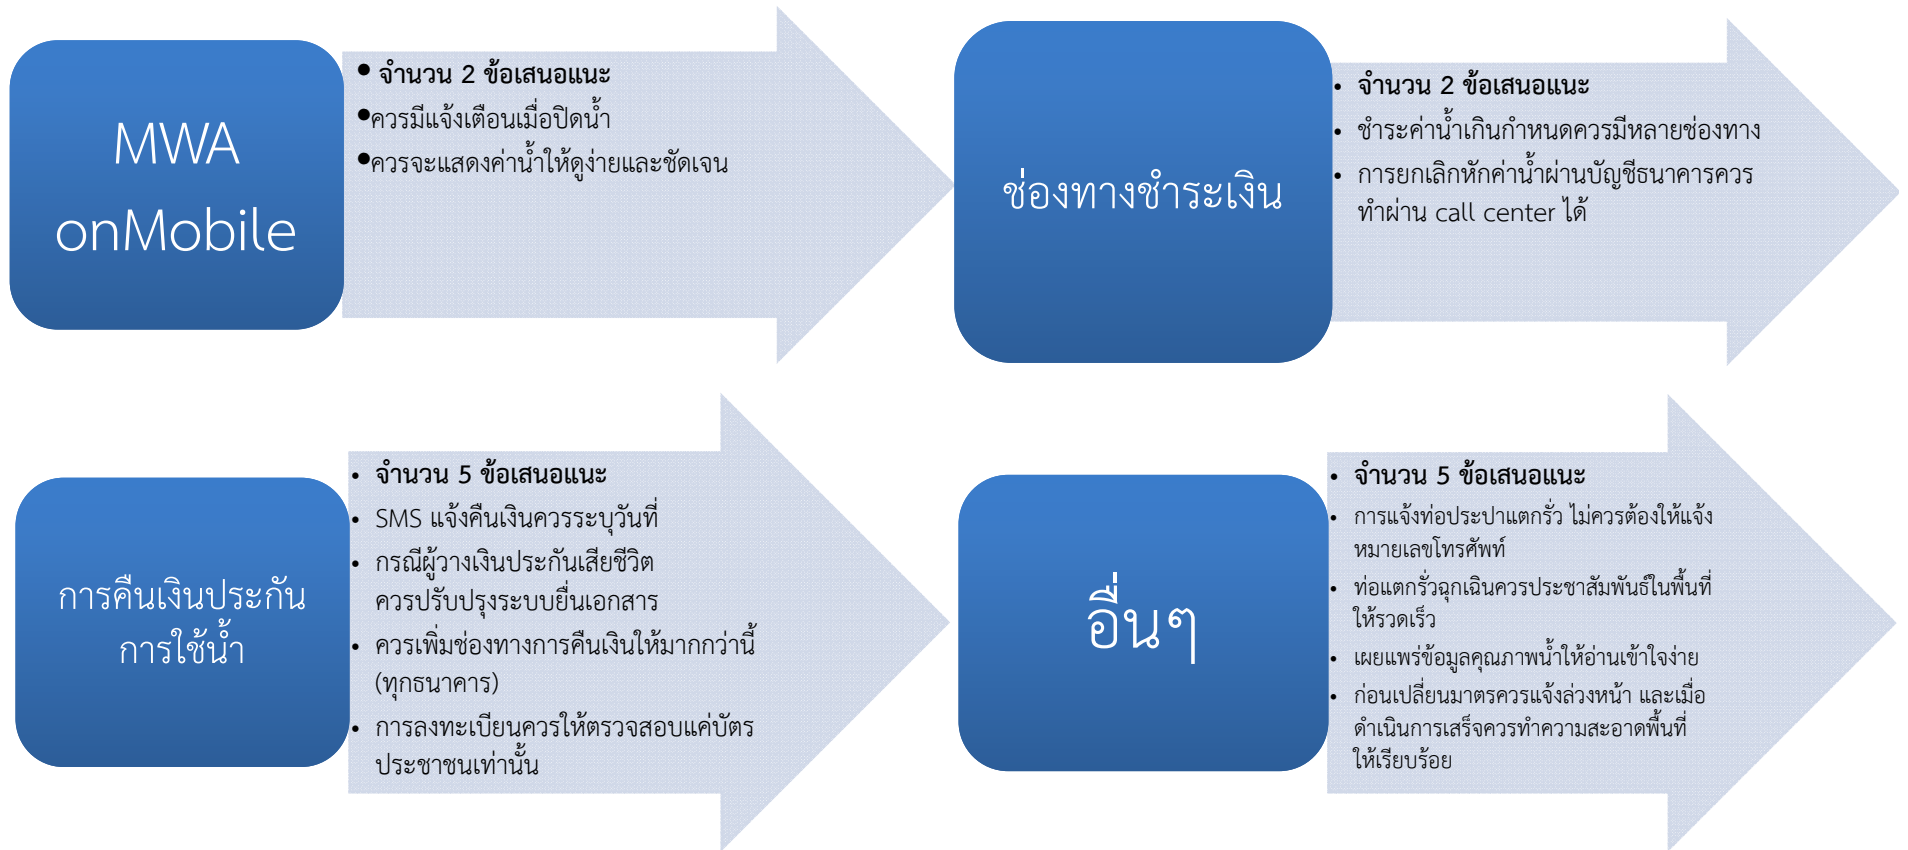 MWA
onMobile
• จำนวน 2 ข้อเสนอแนะ
•ควรมีแจ้งเตือนเมื่อปิดน้ำ
•ควรจะแสดงค่าน้ำให้ดูง่ายและชัดเจน
ช่องทางชำระเงิน
• จำนวน 2 ข้อเสนอแนะ
• ชำระค่าน้ำเกินกำหนดควรมีหลายช่องทาง
• การยกเลิกหักค่าน้ำผ่านบัญชีธนาคารควร
ทำผ่าน call center ได้
การคืนเงินประกัน
การใช้น้ำ
• จำนวน 5 ข้อเสนอแนะ
• SMS แจ้งคืนเงินควรระบุวันที่
• กรณีผู้วางเงินประกันเสียชีวิต
ควรปรับปรุงระบบยื่นเอกสาร
• ควรเพิ่มช่องทางการคืนเงินให้มากกว่านี้
(ทุกธนาคาร)
• การลงทะเบียนควรให้ตรวจสอบแค่บัตร
ประชาชนเท่านั้น
อื่นๆ
• จำนวน 5 ข้อเสนอแนะ
• การแจ้งท่อประปาแตกรั่ว ไม่ควรต้องให้แจ้ง
หมายเลขโทรศัพท์
• ท่อแตกรั่วฉุกเฉินควรประชาสัมพันธ์ในพื้นที่
ให้รวดเร็ว
• เผยแพร่ข้อมูลคุณภาพน้ำให้อ่านเข้าใจง่าย
• ก่อนเปลี่ยนมาตรควรแจ้งล่วงหน้า และเมื่อ
ดำเนินการเสร็จควรทำความสะอาดพื้นที่
ให้เรียบร้อย